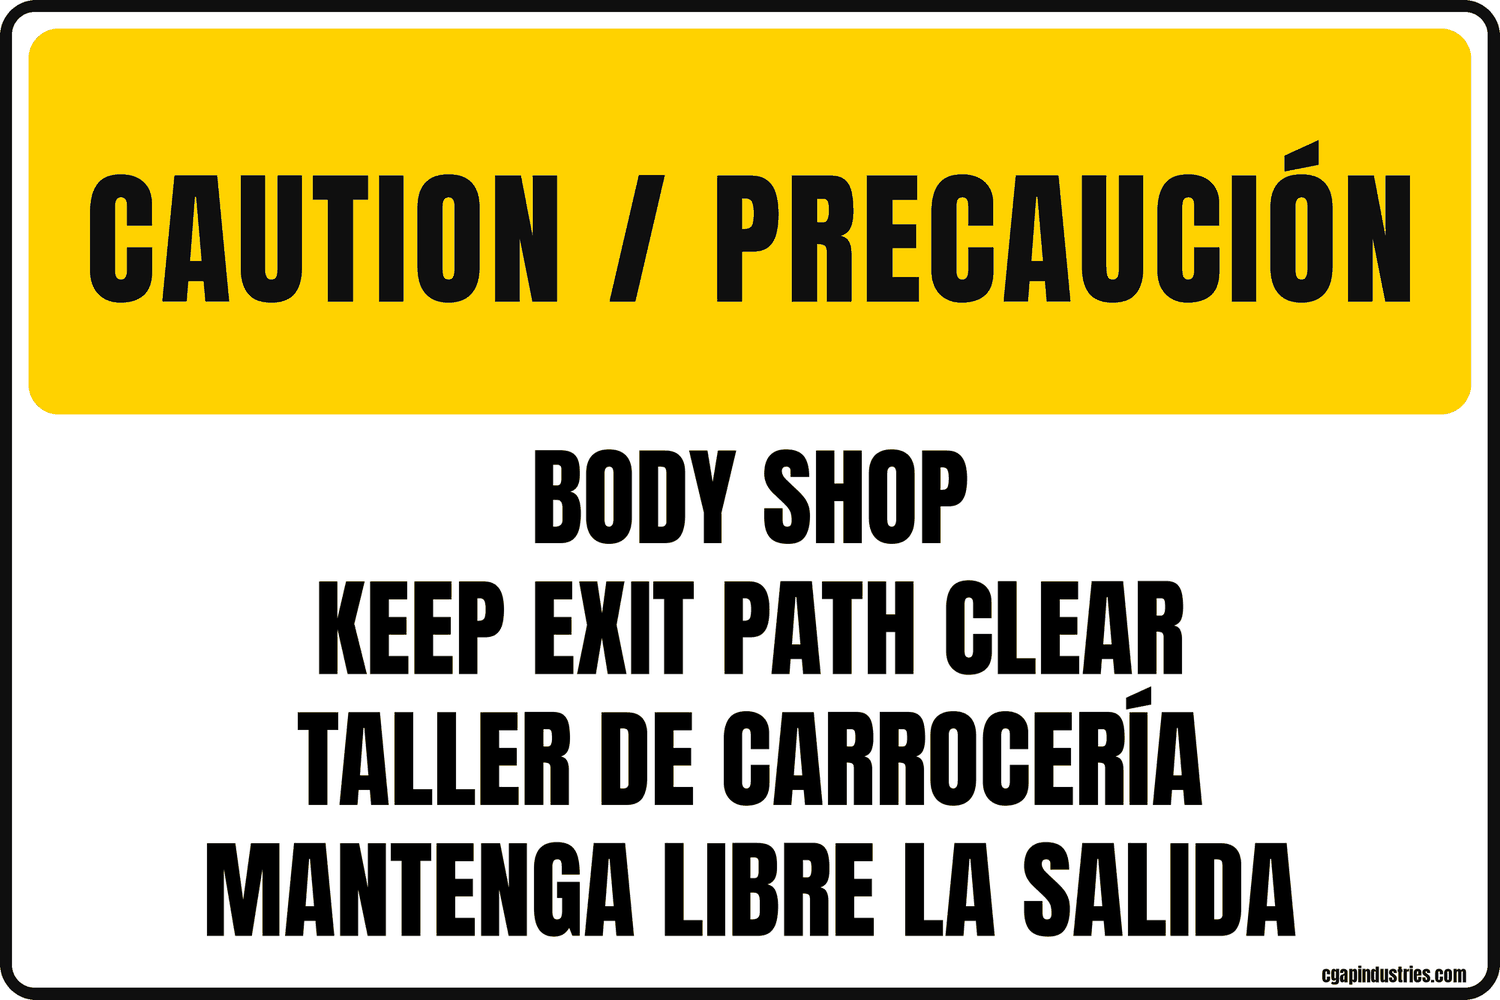 CAUTION / PRECAUCIÓN
BODY SHOP
KEEP EXIT PATH CLEAR
TALLER DE CARROCERÍA
MANTENGA LIBRE LA SALIDA
cgapindustries.com